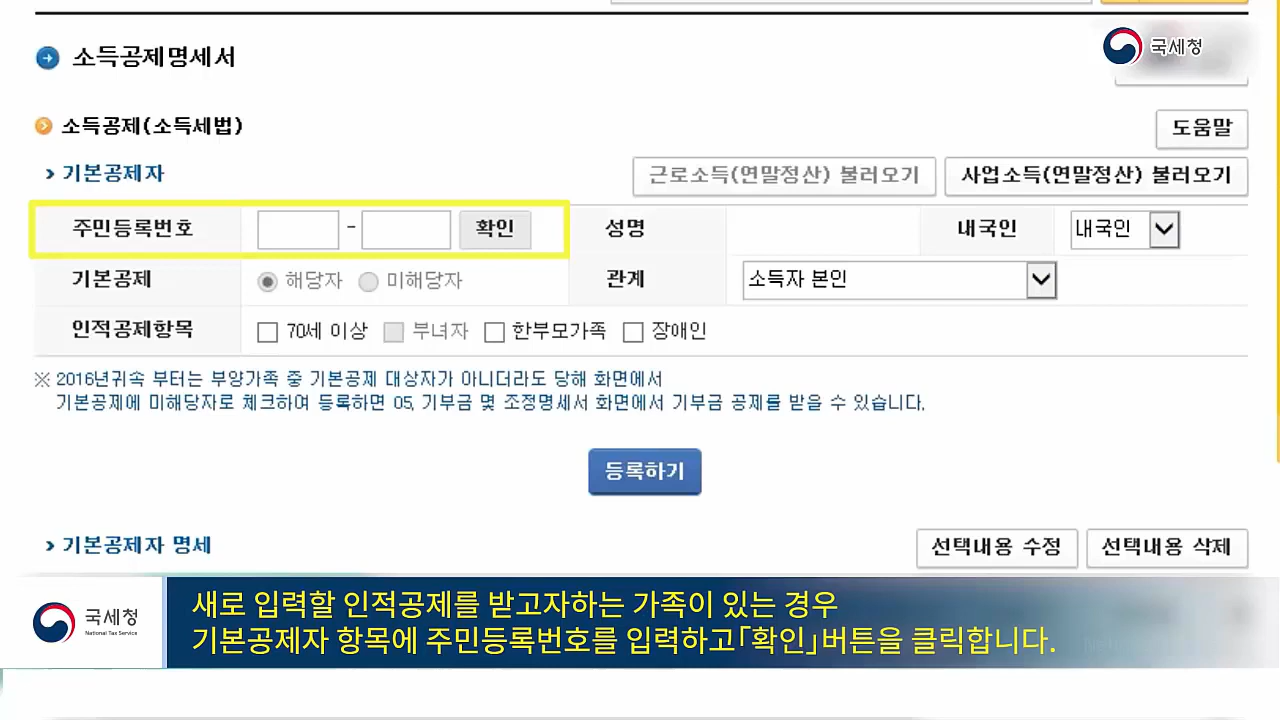 소득공제명세서
국세청
소득공제(소득세법)
도움말
기본공제자
근로소득(연말정산) 불러오기
사업소득(연말정산) 불러오기
주민등록번호 - 확인 성명 내국인 내국인
기본공제 해당자 미해당자 관계 소득자 본인
인적공제항목 70세 이상 부녀자 한부모가족 장애인
※ 2016년귀속 부터는 부양가족 중 기본공제 대상자가 아니더라도 당해 화면에서
기본공제에 미해당자로 체크하여 등록하면 05. 기부금 및 조정명세서 화면에서 기부금 공제를 받을 수 있습니다.
등록하기
기본공제자 명세
선택내용 수정
선택내용 삭제
국세청
National Tax Service
새로 입력할 인적공제를 받고자하는 가족이 있는 경우
기본공제자 항목에 주민등록번호를 입력하고「확인」버튼을 클릭합니다.